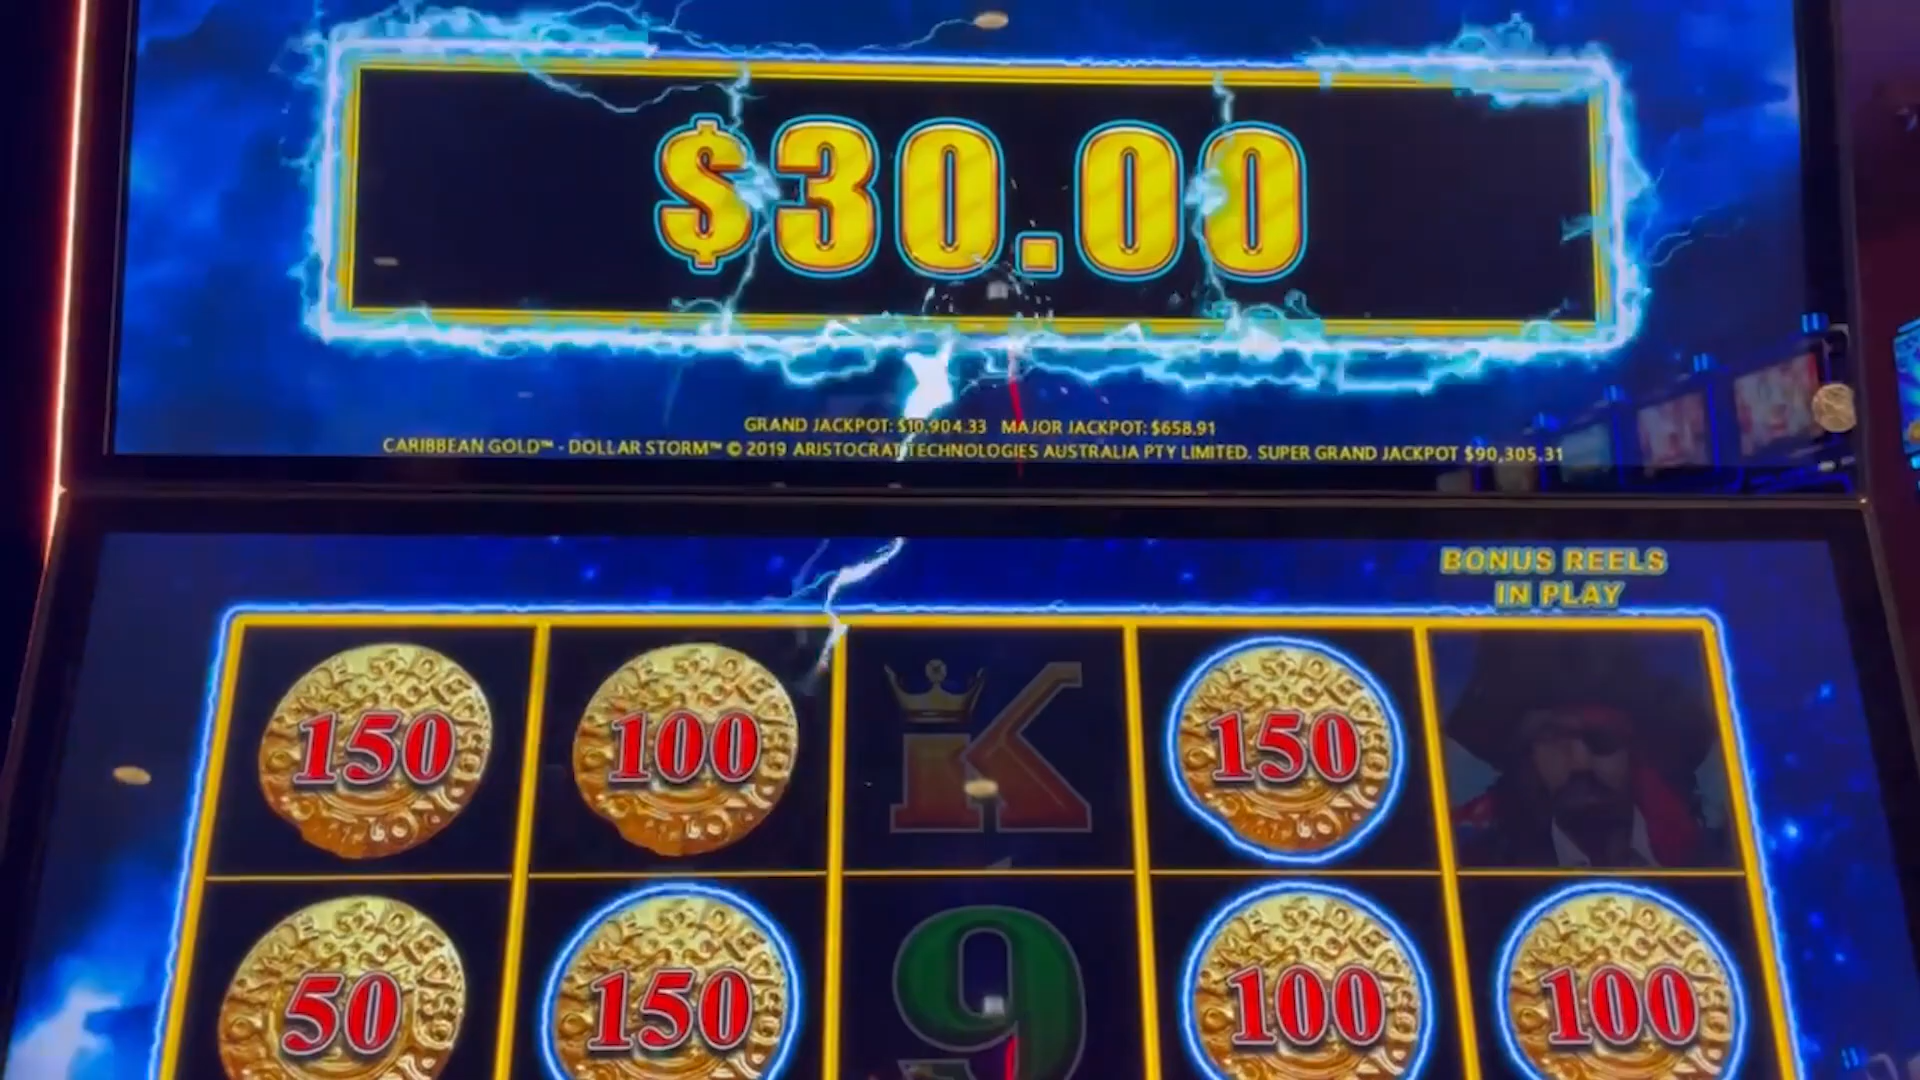 $30.00
GRAND JACKPOT: $10,904.33 MAJOR JACKPOT: $658.91
CARIBBEAN GOLD™ - DOLLAR STORM™ © 2019 ARISTOCRAT TECHNOLOGIES AUSTRALIA PTY LIMITED. SUPER GRAND JACKPOT $90,305.31
BONUS REELS
IN PLAY
150
100
K
150
50
150
9
100
100